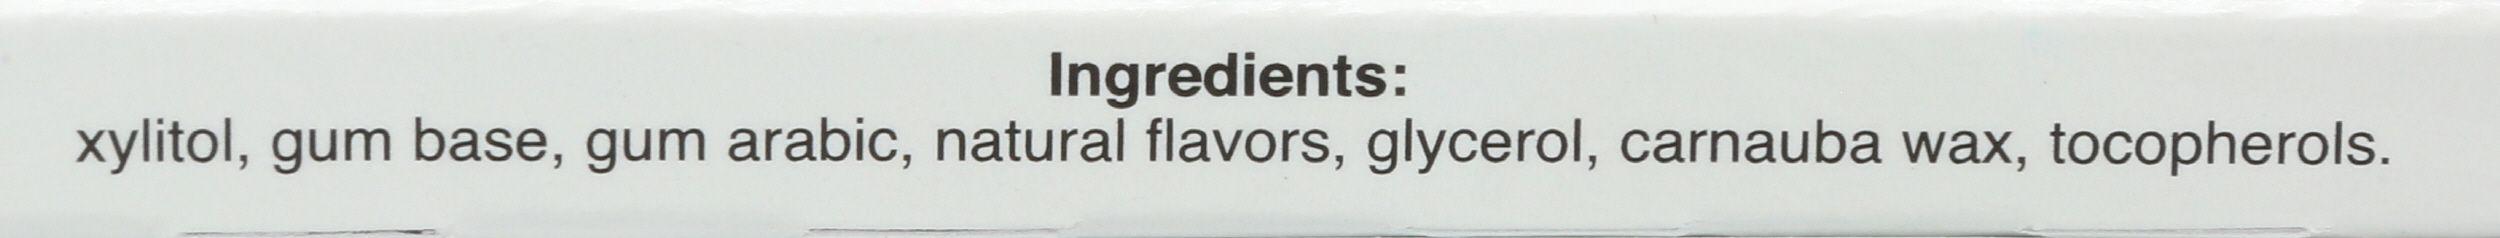 Ingredients:
xylitol, gum base, gum arabic, natural flavors, glycerol, carnauba wax, tocopherols.